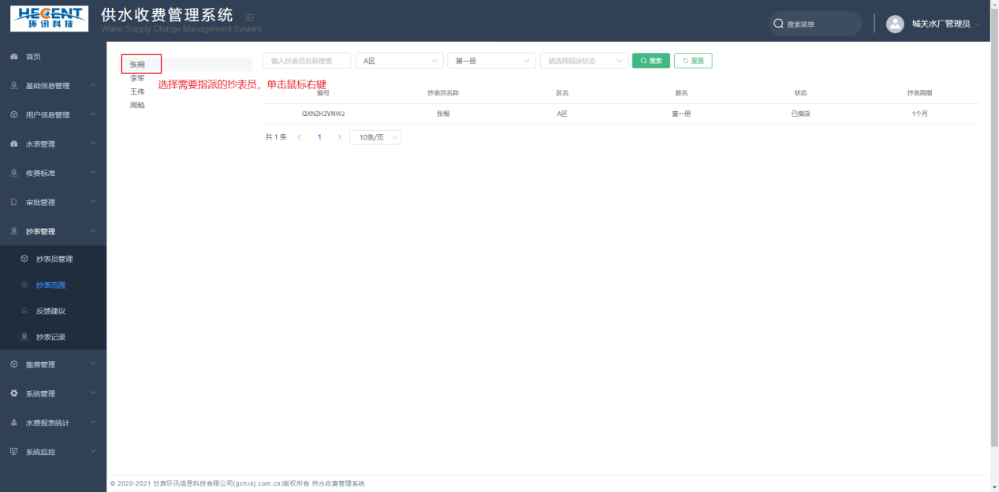 HECENT
环讯科技
供水收费管理系统
Water Supply Charge Management System
搜索菜单
城关水厂管理员
首页
基础信息管理
用户信息管理
水表管理
收费标准
审批管理
抄表管理
抄表员管理
抄表范围
反馈建议
抄表记录
缴费管理
系统管理
水费报表统计
系统监控
张桐
李军
王伟
周勉
选择需要指派的抄表员，单击鼠标右键
输入抄表员名称搜索 A区 第一册 请选择指派状态 搜索 重置
编号 抄表员名称 区名 册名 状态 抄表周期
QXN2H2VNWJ 张桐 A区 第一册 已指派 1个月
共 1 条 1 10条/页
© 2020-2021 甘肃环讯信息科技有限公司(gshxkj.com.cn)版权所有 供水收费管理系统